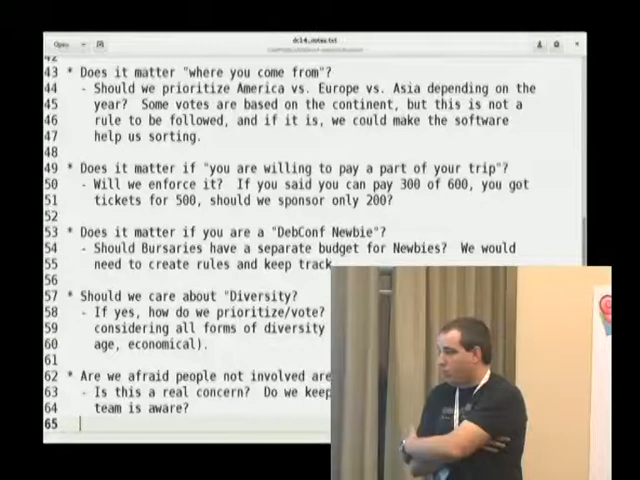 Open
dc14_notes.txt
42
43 * Does it matter "where you come from"?
44 - Should we prioritize America vs. Europe vs. Asia depending on the
45 year? Some votes are based on the continent, but this is not a
46 rule to be followed, and if it is, we could make the software
47 help us sorting.
48
49 * Does it matter if "you are willing to pay a part of your trip"?
50 - Will we enforce it? If you said you can pay 300 of 600, you got
51 tickets for 500, should we sponsor only 200?
52
53 * Does it matter if you are a "DebConf Newbie"?
54 - Should Bursaries have a separate budget for Newbies? We would
55 need to create rules and keep track
56
57 * Should we care about "Diversity?
58 - If yes, how do we prioritize/vote?
59 considering all forms of diversity
60 age, economical).
61
62 * Are we afraid people not involved are
63 - Is this a real concern? Do we keep
64 team is aware?
65